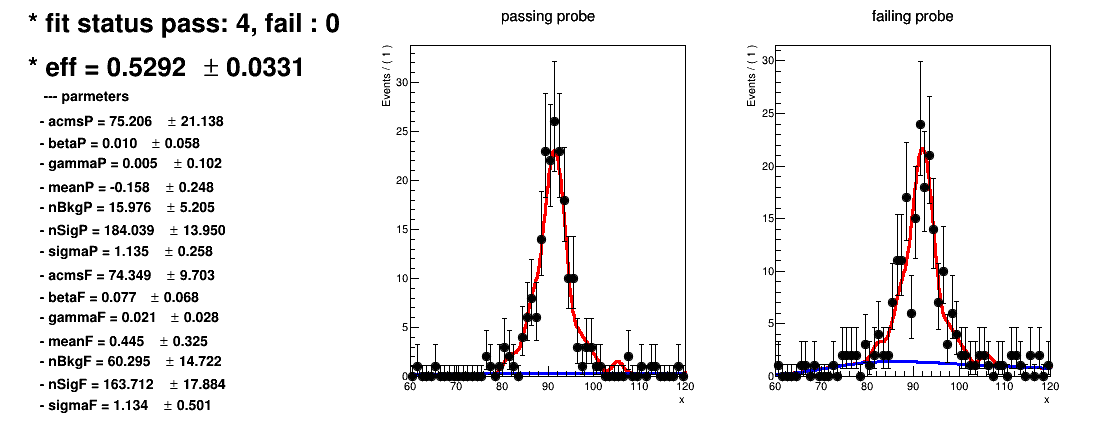 * fit status pass: 4, fail : 0
* eff = 0.5292 ± 0.0331
--- parmeters
- acmsP = 75.206 ± 21.138
- betaP = 0.010 ± 0.058
- gammaP = 0.005 ± 0.102
- meanP = -0.158 ± 0.248
- nBkgP = 15.976 ± 5.205
- nSigP = 184.039 ± 13.950
- sigmaP = 1.135 ± 0.258
- acmsF = 74.349 ± 9.703
- betaF = 0.077 ± 0.068
- gammaF = 0.021 ± 0.028
- meanF = 0.445 ± 0.325
- nBkgF = 60.295 ± 14.722
- nSigF = 163.712 ± 17.884
- sigmaF = 1.134 ± 0.501
passing probe
Events / ( 1 )
30
25
20
15
10
5
0
60 70 80 90 100 110 120
x
failing probe
Events / ( 1 )
30
25
20
15
10
5
0
60 70 80 90 100 110 120
x